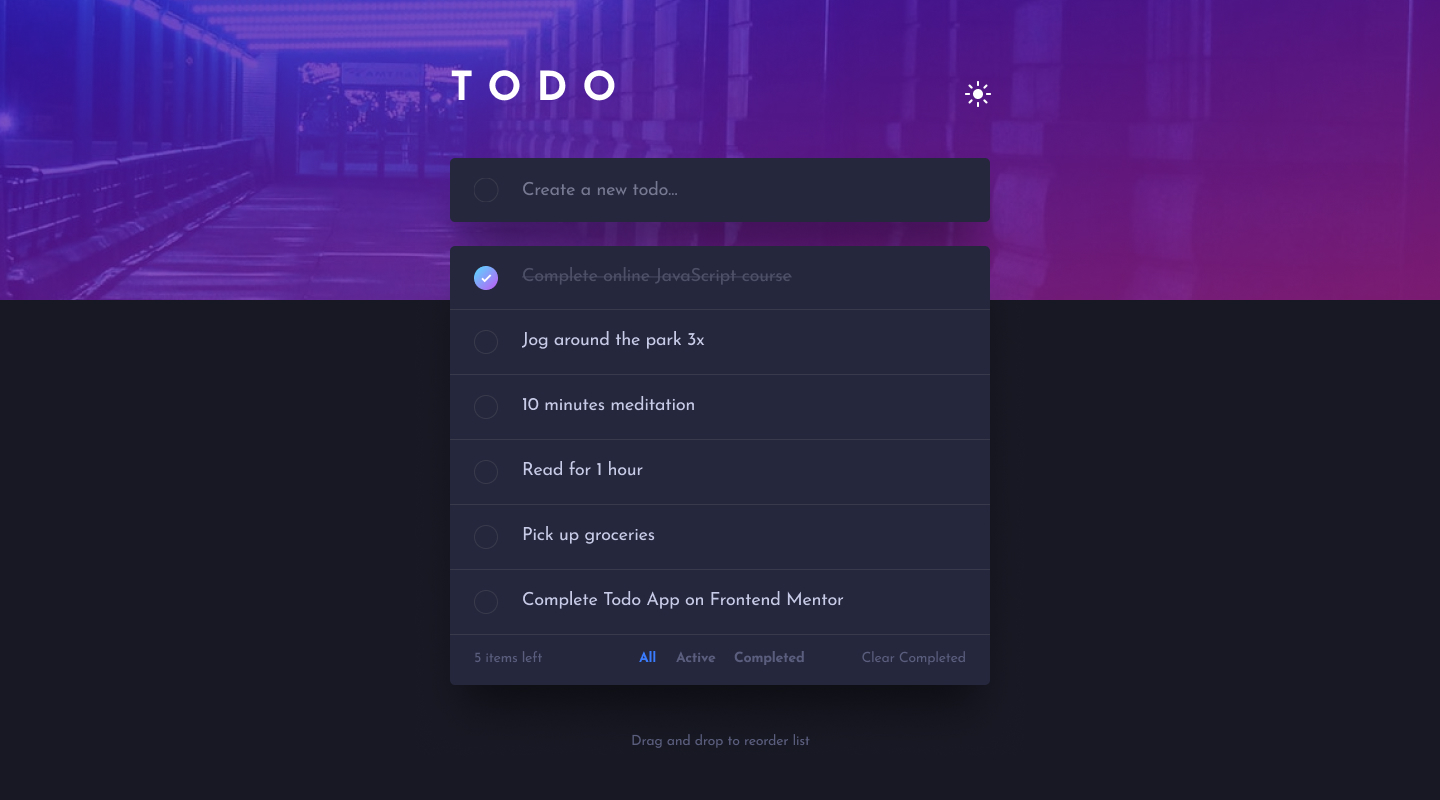 TODO
Create a new todo…
Complete online JavaScript course
Jog around the park 3x
10 minutes meditation
Read for 1 hour
Pick up groceries
Complete Todo App on Frontend Mentor
5 items left All Active Completed Clear Completed
Drag and drop to reorder list